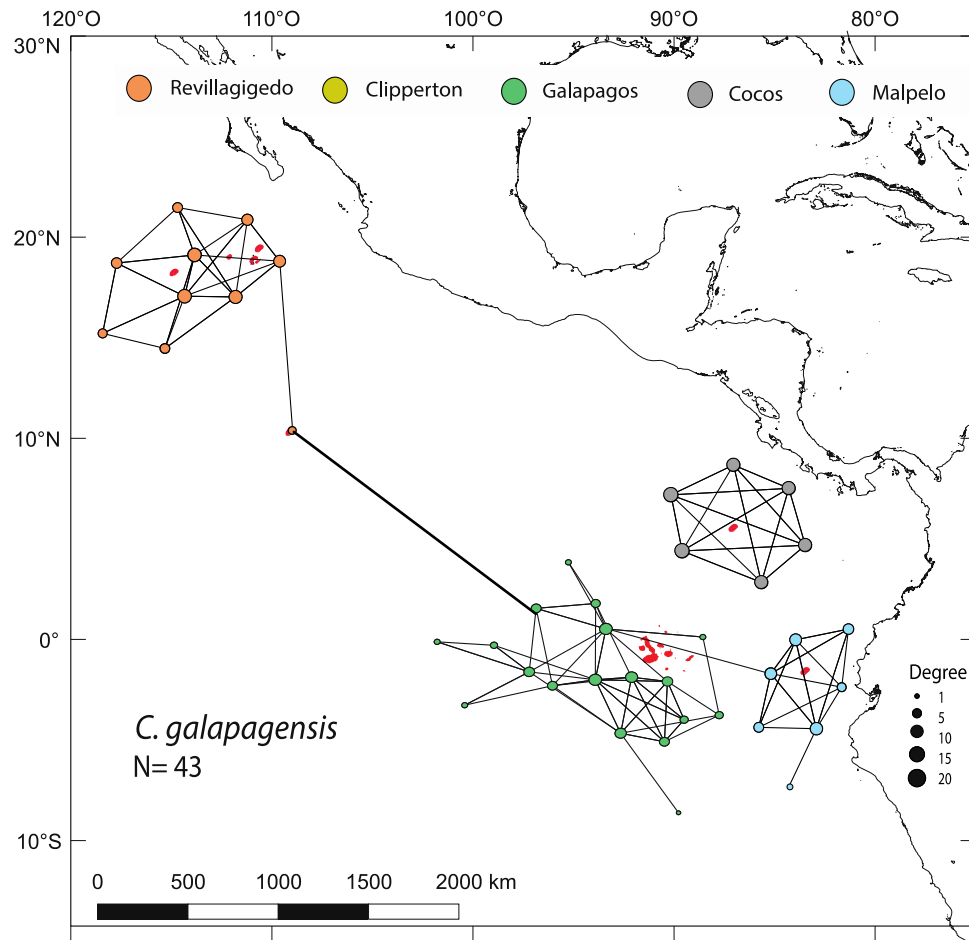 120°O 110°O 100°O 90°O 80°O
30°N
Revillagigedo Clipperton Galapagos Cocos Malpelo
20°N
10°N
0°
Degree
1
5
C. galapagensis
10
N= 43
15
20
10°S
0 500 1000 1500 2000 km